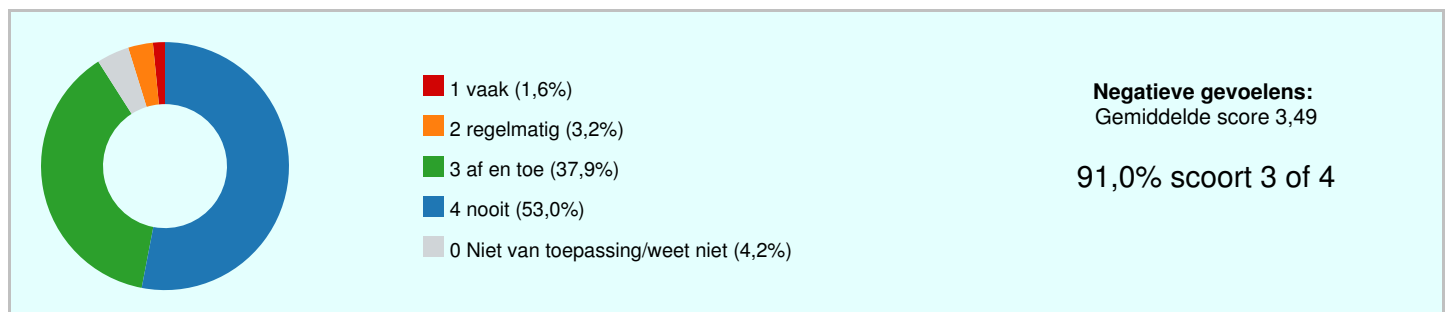 1 vaak (1,6%)
2 regelmatig (3,2%)
3 af en toe (37,9%)
4 nooit (53,0%)
0 Niet van toepassing/weet niet (4,2%)
Negatieve gevoelens:
Gemiddelde score 3,49
91,0% scoort 3 of 4